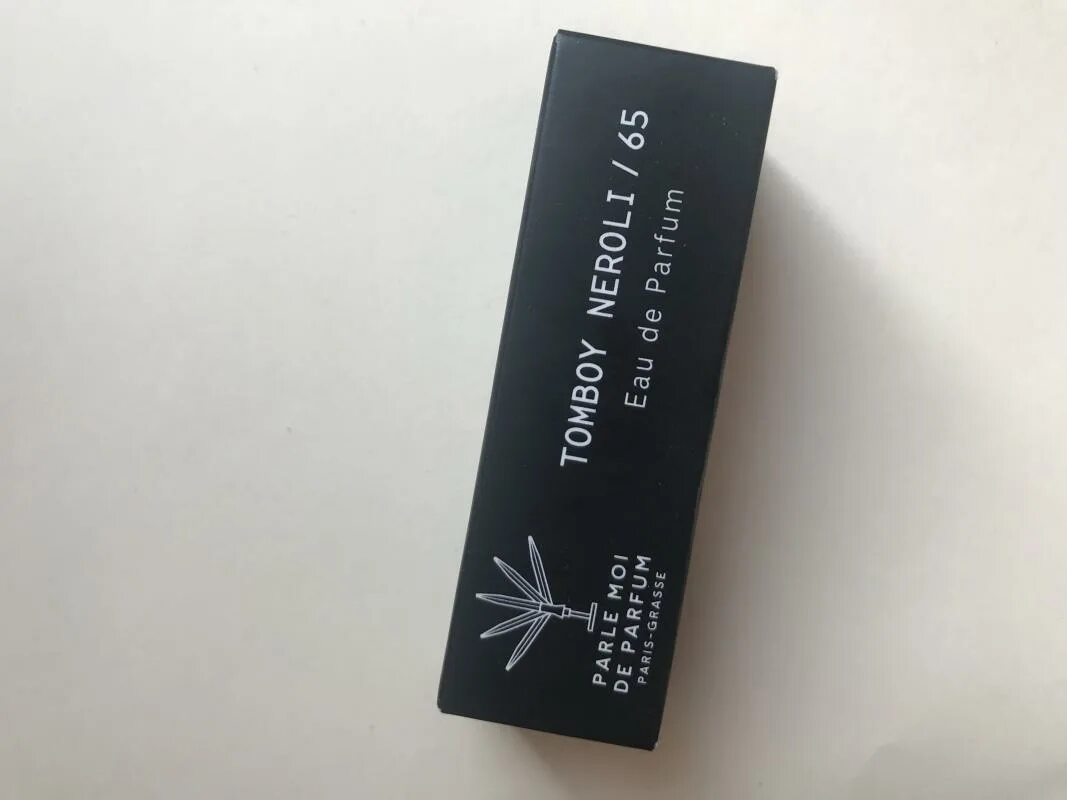 TOMBOY NEROLI / 65
Eau de Parfum
PARLE MOI
DE PARFUM
PARIS-GRASSE